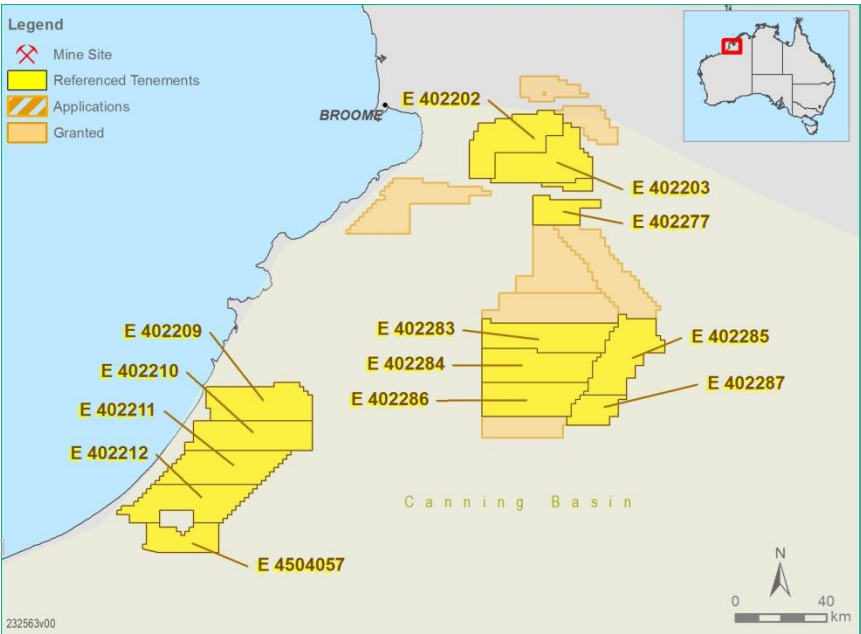 Legend
Mine Site
Referenced Tenements
Applications
Granted
BROOME
E 402202
E 402203
E 402277
E 402209
E 402210
E 402211
E 402212
E 402283
E 402284
E 402286
E 402285
E 402287
Canning Basin
E 4504057
N
0 40
km
232563v00